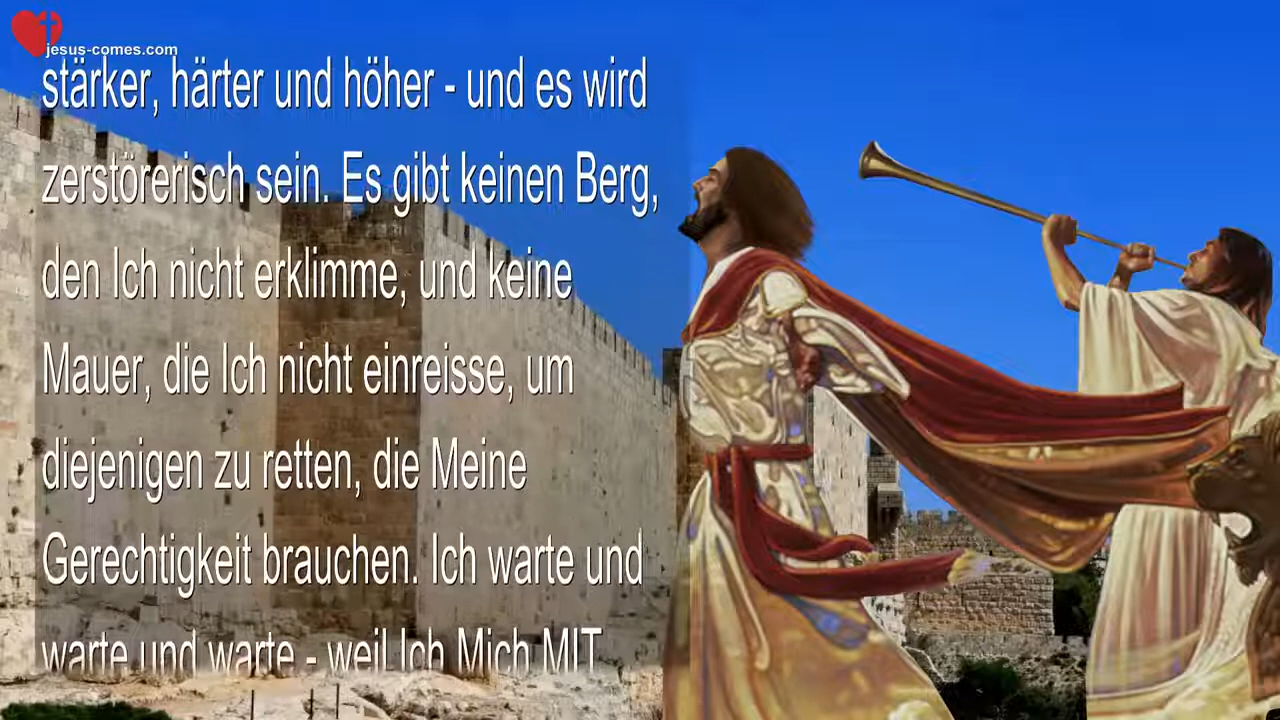 jesus-comes.com
stärker, härter und höher - und es wird
zerstörerisch sein. Es gibt keinen Berg,
den Ich nicht erklimme, und keine
Mauer, die Ich nicht einreisse, um
diejenigen zu retten, die Meine
Gerechtigkeit brauchen. Ich warte und
warte und warte - weil Ich Mich MIT